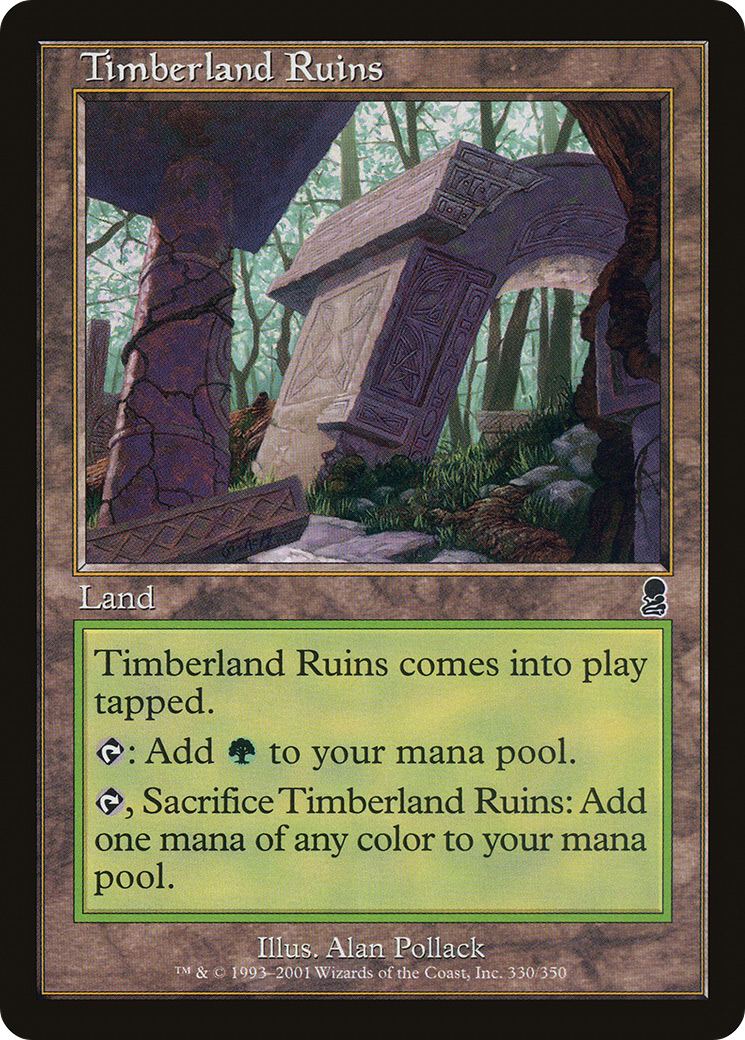 Timberland Ruins
Land
Timberland Ruins comes into play
tapped.
: Add to your mana pool.
, Sacrifice Timberland Ruins: Add
one mana of any color to your mana
pool.
Illus. Alan Pollack
™ & © 1993–2001 Wizards of the Coast, Inc. 330/350